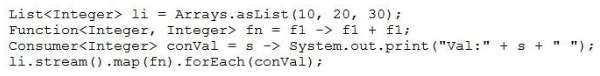 List<Integer> li = Arrays.asList(10, 20, 30);
Function<Integer, Integer> fn = f1 -> f1 + f1;
Consumer<Integer> conVal = s -> System.out.print("Val:" + s + " ");
li.stream().map(fn).forEach(conVal);